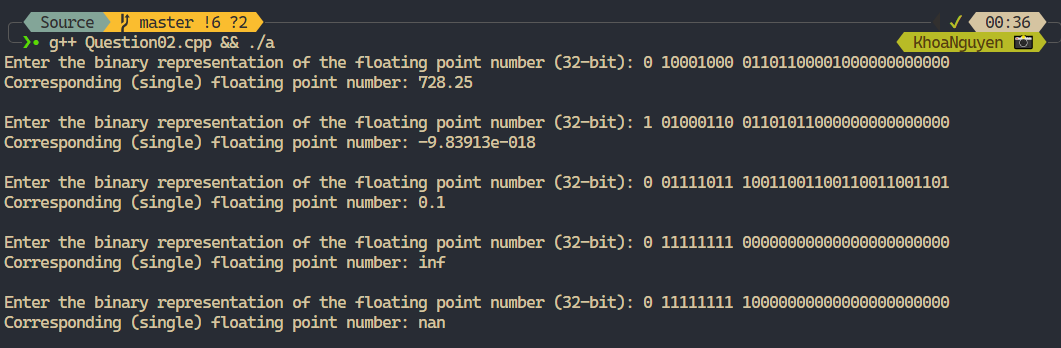 Source master !6 ?2 ✓ 00:36
❯• g++ Question02.cpp && ./a KhoaNguyen
Enter the binary representation of the floating point number (32-bit): 0 10001000 01101100001000000000000
Corresponding (single) floating point number: 728.25
Enter the binary representation of the floating point number (32-bit): 1 01000110 01101011000000000000000
Corresponding (single) floating point number: -9.83913e-018
Enter the binary representation of the floating point number (32-bit): 0 01111011 10011001100110011001101
Corresponding (single) floating point number: 0.1
Enter the binary representation of the floating point number (32-bit): 0 11111111 00000000000000000000000
Corresponding (single) floating point number: inf
Enter the binary representation of the floating point number (32-bit): 0 11111111 10000000000000000000000
Corresponding (single) floating point number: nan